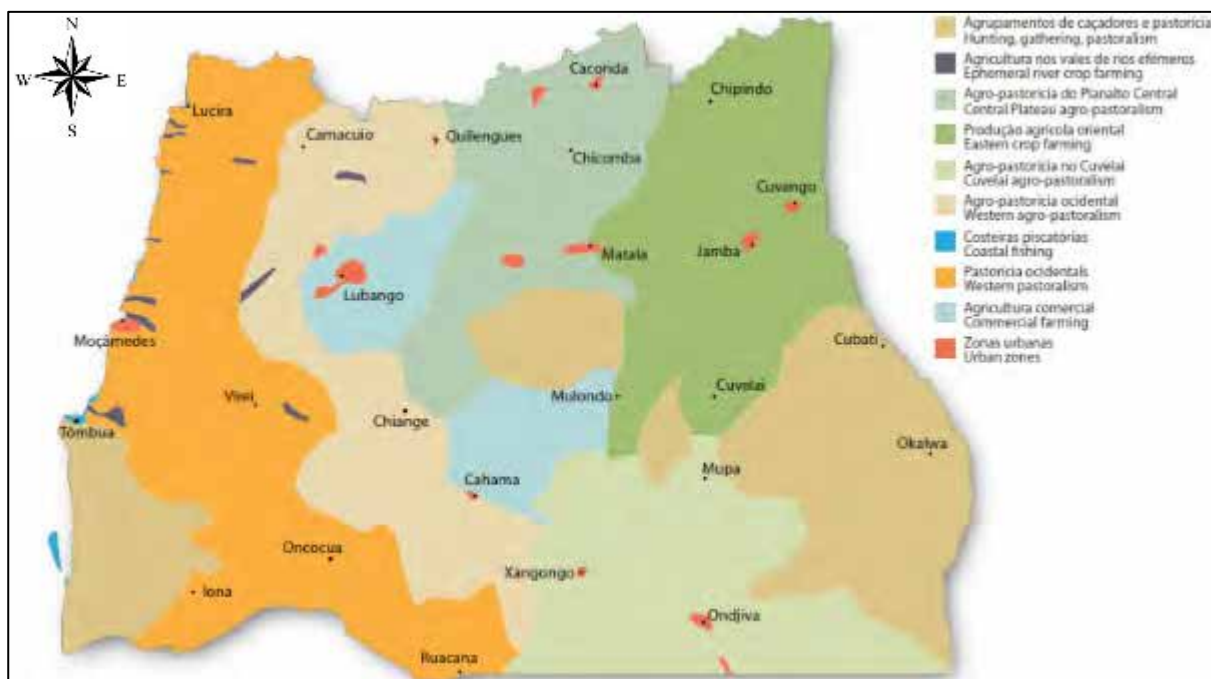 N
W E
S
Lucira
Camacuio
Quilengues
Caconda
Chipindo
Chicomba
Cuvango
Matala
Jamba
Lubango
Moçâmedes
Cubati
Virei
Chiange
Mulondo
Cuvelai
Tômbua
Okalwa
Mupa
Cahama
Oncocua
Xangongo
Iona
Ondjiva
Ruacana
Agrupamentos de caçadores e pastorícia
Hunting, gathering, pastoralism
Agricultura nos vales de rios efémeros
Ephemeral river crop farming
Agro-pastorícia do Planalto Central
Central Plateau agro-pastoralism
Produção agrícola oriental
Eastern crop farming
Agro-pastorícia no Cuvelai
Cuvelai agro-pastoralism
Agro-pastorícia ocidental
Western agro-pastoralism
Costeiras piscatórias
Coastal fishing
Pastorícia ocidentals
Western pastoralism
Agricultura comercial
Commercial farming
Zonas urbanas
Urban zones